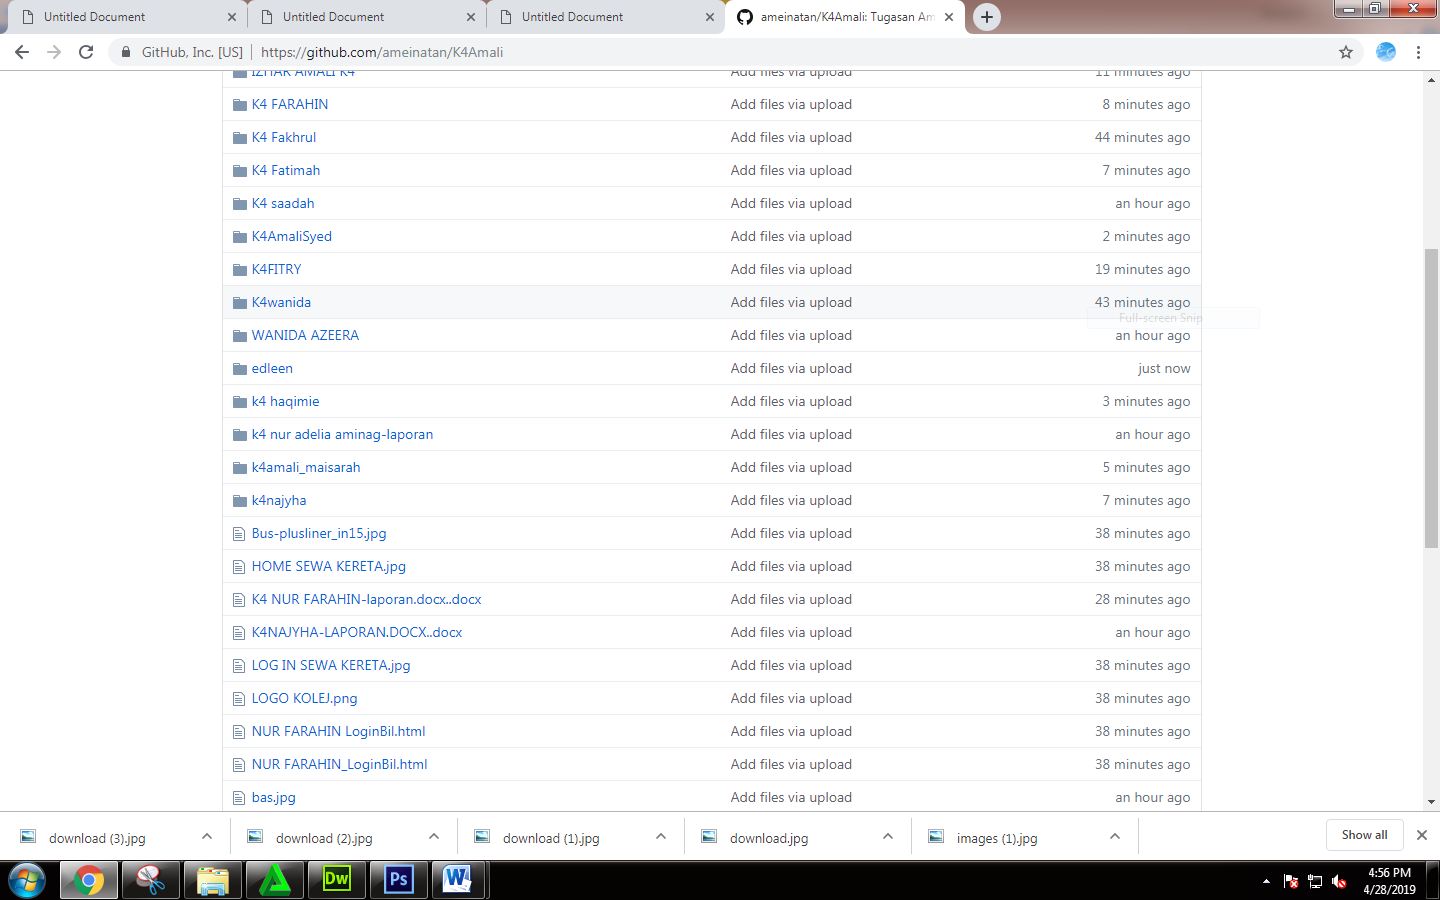 Untitled Document
Untitled Document
Untitled Document
ameinatan/K4Amali: Tugasan Am
GitHub, Inc. [US] https://github.com/ameinatan/K4Amali
IZHAR AMALI K4 Add files via upload 11 minutes ago
K4 FARAHIN Add files via upload 8 minutes ago
K4 Fakhrul Add files via upload 44 minutes ago
K4 Fatimah Add files via upload 7 minutes ago
K4 saadah Add files via upload an hour ago
K4AmaliSyed Add files via upload 2 minutes ago
K4FITRY Add files via upload 19 minutes ago
K4wanida Add files via upload 43 minutes ago
Full-screen Snip
WANIDA AZEERA Add files via upload an hour ago
edleen Add files via upload just now
k4 haqimie Add files via upload 3 minutes ago
k4 nur adelia aminag-laporan Add files via upload an hour ago
k4amali_maisarah Add files via upload 5 minutes ago
k4najyha Add files via upload 7 minutes ago
Bus-plusliner_in15.jpg Add files via upload 38 minutes ago
HOME SEWA KERETA.jpg Add files via upload 38 minutes ago
K4 NUR FARAHIN-laporan.docx..docx Add files via upload 28 minutes ago
K4NAJYHA-LAPORAN.DOCX..docx Add files via upload an hour ago
LOG IN SEWA KERETA.jpg Add files via upload 38 minutes ago
LOGO KOLEJ.png Add files via upload 38 minutes ago
NUR FARAHIN LoginBil.html Add files via upload 38 minutes ago
NUR FARAHIN_LoginBil.html Add files via upload 38 minutes ago
bas.jpg Add files via upload an hour ago
download (3).jpg
download (2).jpg
download (1).jpg
download.jpg
images (1).jpg
Show all
Dw
Ps
W
4:56 PM
4/28/2019